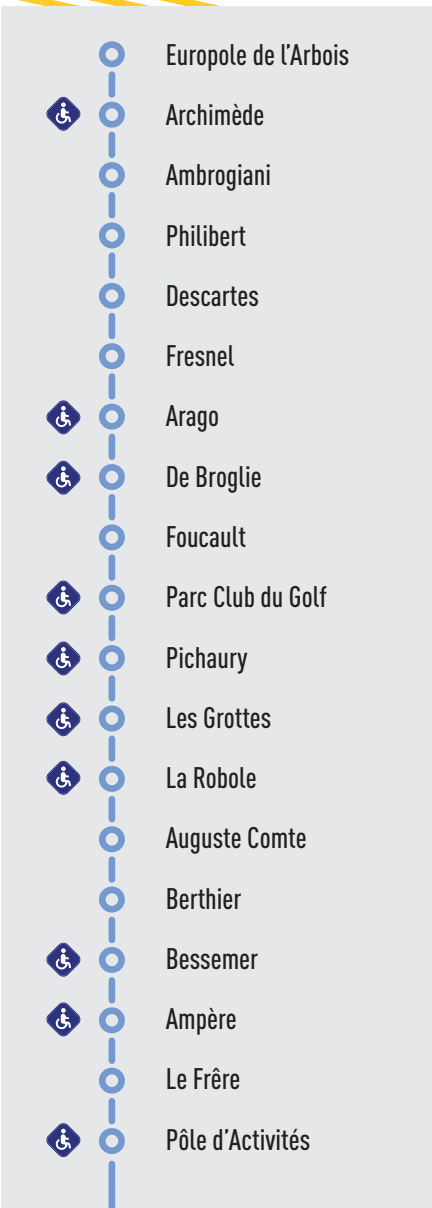 Europole de l’Arbois
Archimède
Ambrogiani
Philibert
Descartes
Fresnel
Arago
De Broglie
Foucault
Parc Club du Golf
Pichaury
Les Grottes
La Robole
Auguste Comte
Berthier
Bessemer
Ampère
Le Frêre
Pôle d’Activités